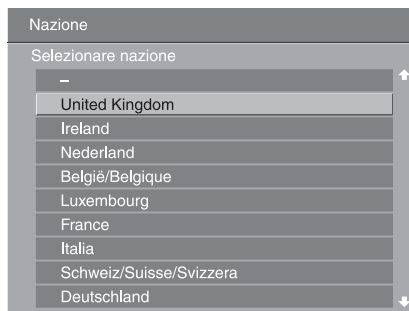 Nazione
Selezionare nazione
–
United Kingdom
Ireland
Nederland
België/Belgique
Luxembourg
France
Italia
Schweiz/Suisse/Svizzera
Deutschland